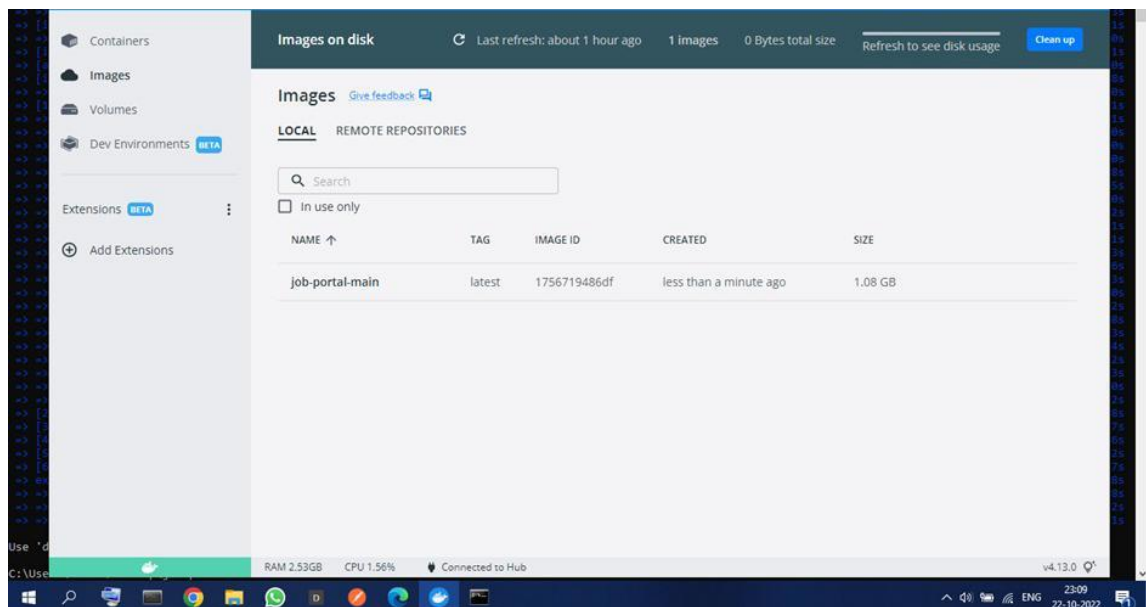 Containers
Images
Volumes
Dev Environments BETA
Extensions BETA
Add Extensions
Images on disk
Last refresh: about 1 hour ago
1 images
0 Bytes total size
Refresh to see disk usage
Clean up
Images Give feedback
LOCAL REMOTE REPOSITORIES
Search
In use only
NAME TAG IMAGE ID CREATED SIZE
job-portal-main latest 1756719486df less than a minute ago 1.08 GB
Use 'd
C:\Use
RAM 2.53GB CPU 1.56% Connected to Hub v4.13.0
ENG
23:09
22-10-2022